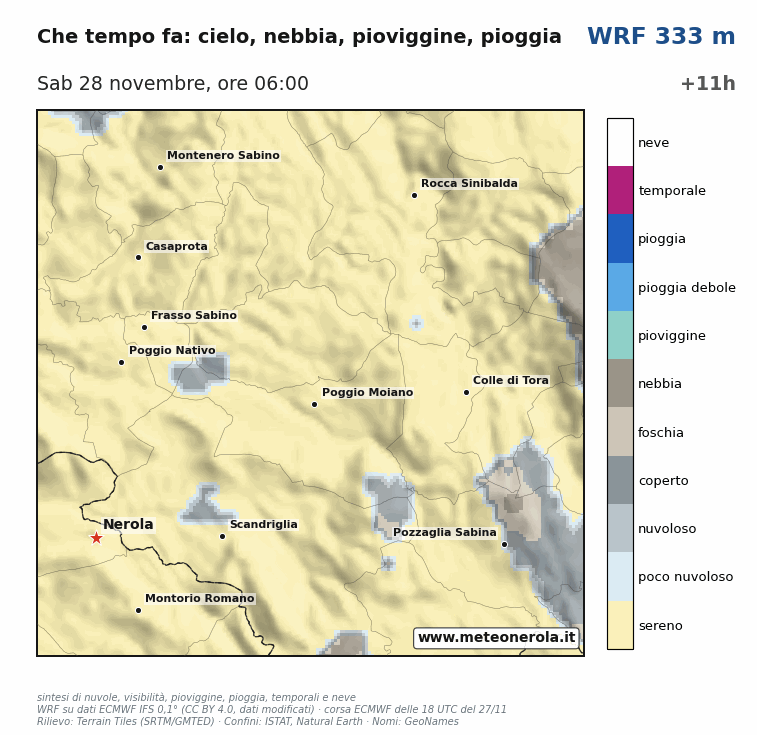 Che tempo fa: cielo, nebbia, pioviggine, pioggia WRF 333 m
Sab 28 novembre, ore 06:00 +11h
Montenero Sabino
Rocca Sinibalda
Casaprota
Frasso Sabino
Poggio Nativo
Poggio Moiano
Colle di Tora
Nerola
Scandriglia
Pozzaglia Sabina
Montorio Romano
www.meteonerola.it
neve
temporale
pioggia
pioggia debole
pioviggine
nebbia
foschia
coperto
nuvoloso
poco nuvoloso
sereno
sintesi di nuvole, visibilità, pioviggine, pioggia, temporali e neve
WRF su dati ECMWF IFS 0,1° (CC BY 4.0, dati modificati) · corsa ECMWF delle 18 UTC del 27/11
Rilievo: Terrain Tiles (SRTM/GMTED) · Confini: ISTAT, Natural Earth · Nomi: GeoNames